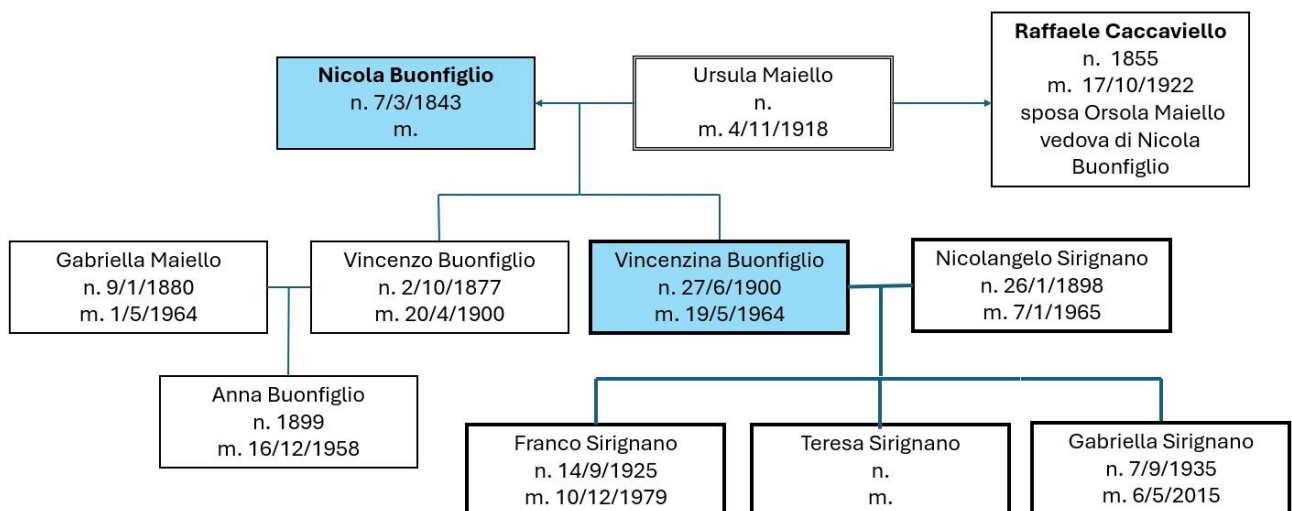 Nicola Buonfiglio
n. 7/3/1843
m.
Ursula Maiello
n.
m. 4/11/1918
Raffaele Caccaviello
n. 1855
m. 17/10/1922
sposa Orsola Maiello
vedova di Nicola
Buonfiglio
Gabriella Maiello
n. 9/1/1880
m. 1/5/1964
Vincenzo Buonfiglio
n. 2/10/1877
m. 20/4/1900
Vincenzina Buonfiglio
n. 27/6/1900
m. 19/5/1964
Nicolangelo Sirignano
n. 26/1/1898
m. 7/1/1965
Anna Buonfiglio
n. 1899
m. 16/12/1958
Franco Sirignano
n. 14/9/1925
m. 10/12/1979
Teresa Sirignano
n.
m.
Gabriella Sirignano
n. 7/9/1935
m. 6/5/2015